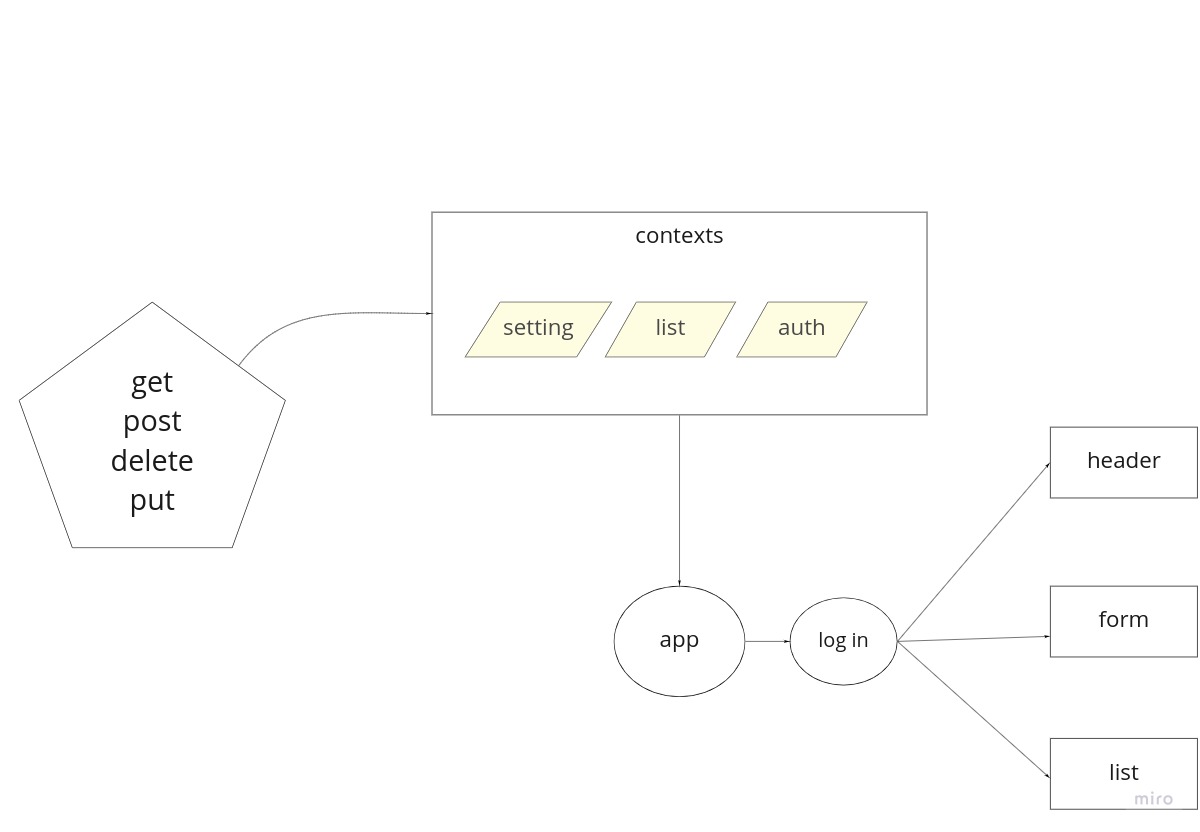 contexts
setting
list
auth
get
post
delete
put
header
form
app
log in
list
miro